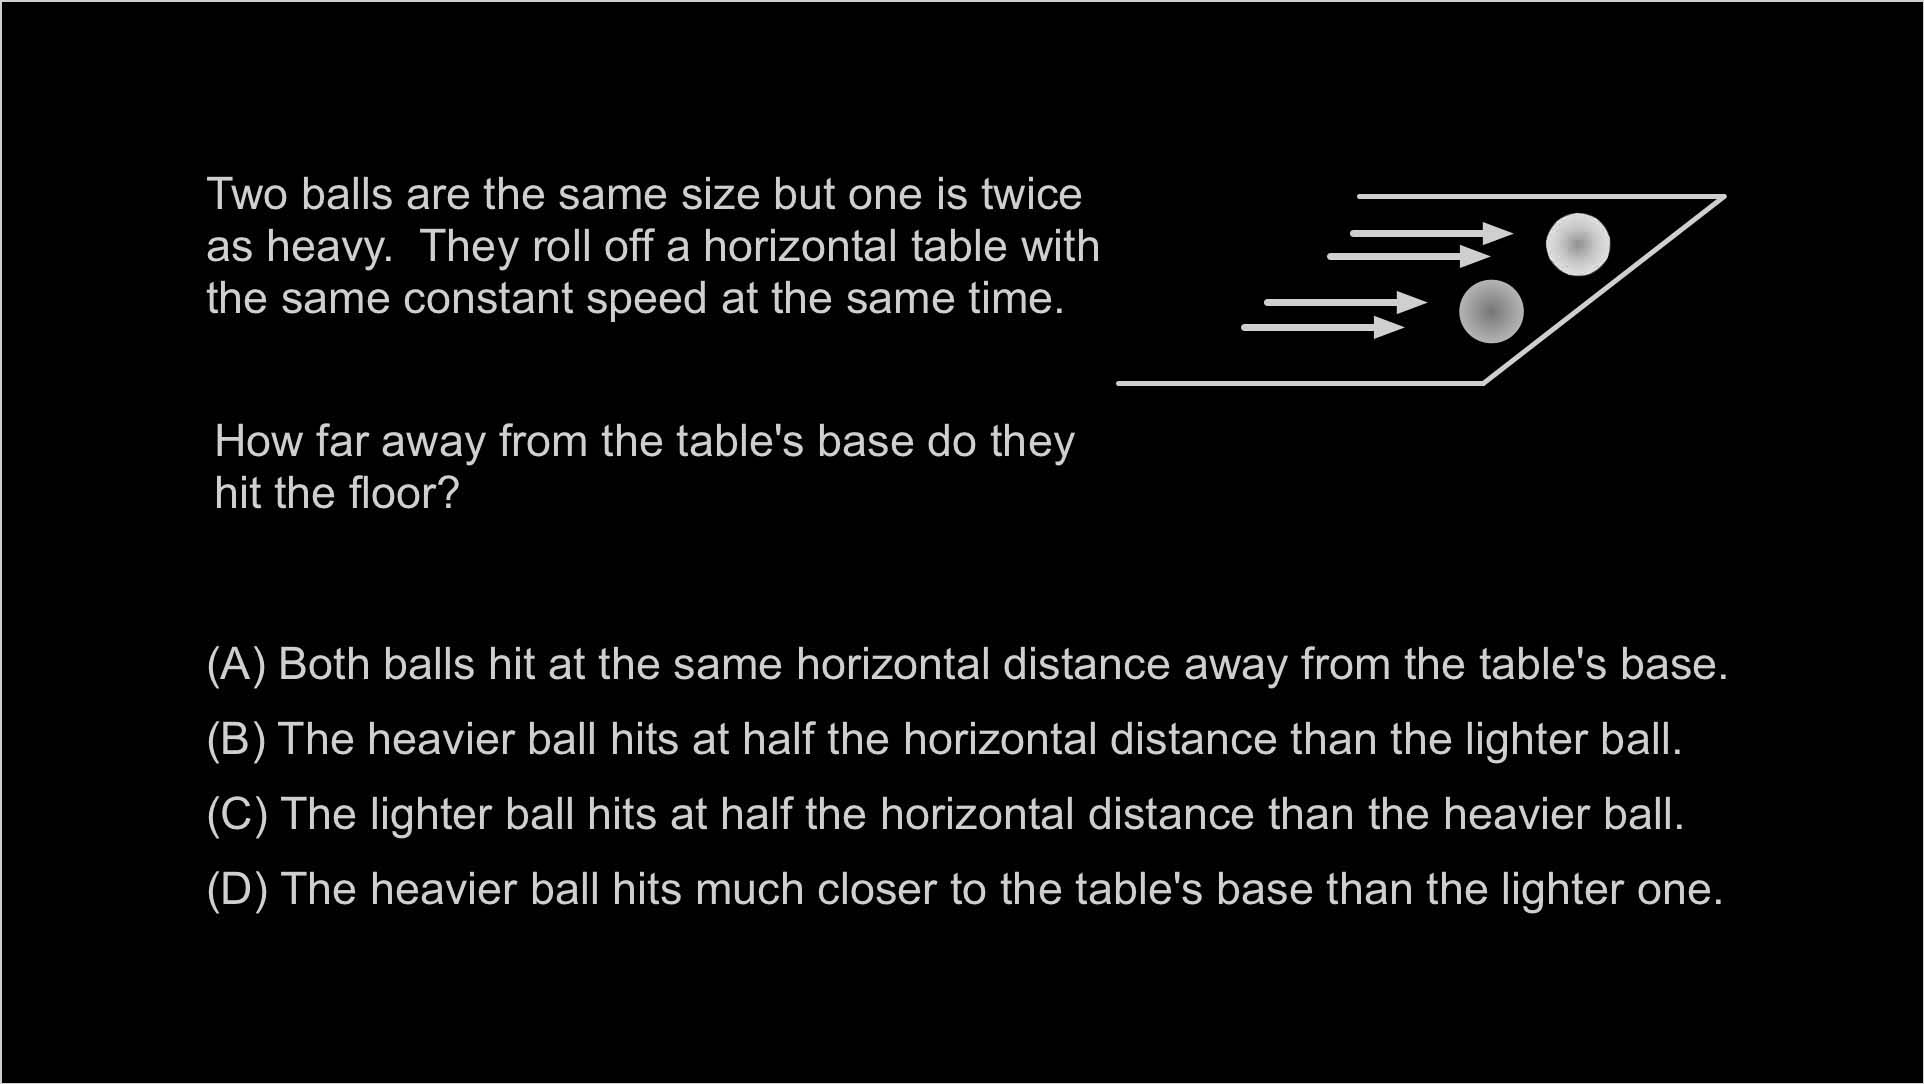 Two balls are the same size but one is twice
as heavy.  They roll off a horizontal table with
the same constant speed at the same time.
How far away from the table's base do they
hit the floor?
(A) Both balls hit at the same horizontal distance away from the table's base.
(B) The heavier ball hits at half the horizontal distance than the lighter ball.
(C) The lighter ball hits at half the horizontal distance than the heavier ball.
(D) The heavier ball hits much closer to the table's base than the lighter one.